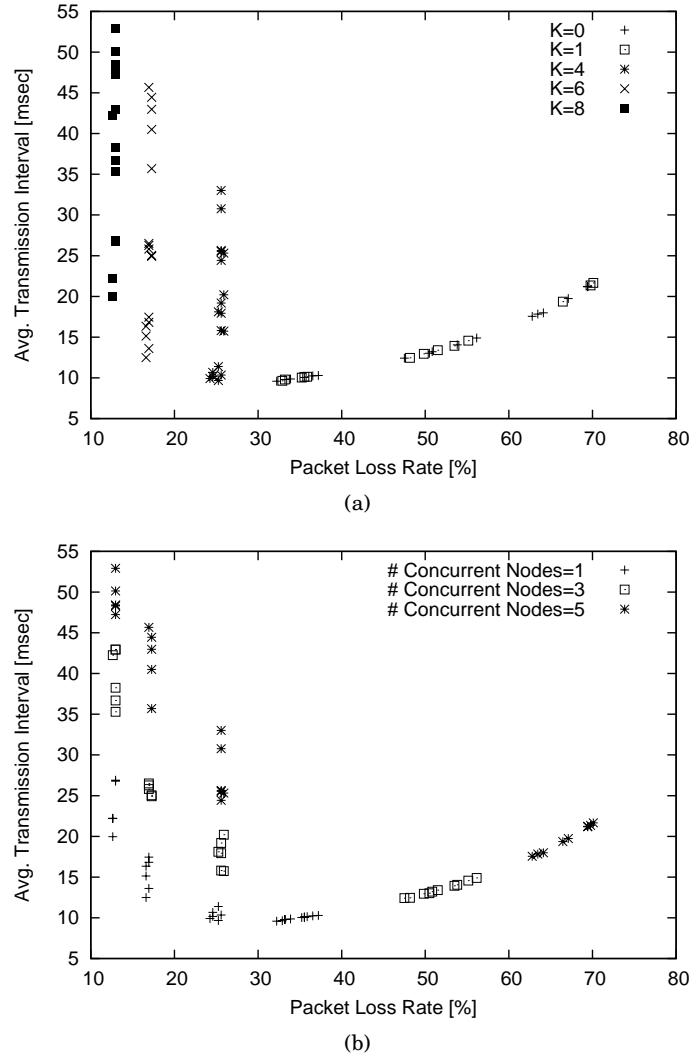 55
50
45
40
35
30
25
20
15
10
5
Avg. Transmission Interval [msec]
K=0
K=1
K=4
K=6
K=8
10 20 30 40 50 60 70 80
Packet Loss Rate [%]
(a)
55
50
45
40
35
30
25
20
15
10
5
Avg. Transmission Interval [msec]
# Concurrent Nodes=1
# Concurrent Nodes=3
# Concurrent Nodes=5
10 20 30 40 50 60 70 80
Packet Loss Rate [%]
(b)